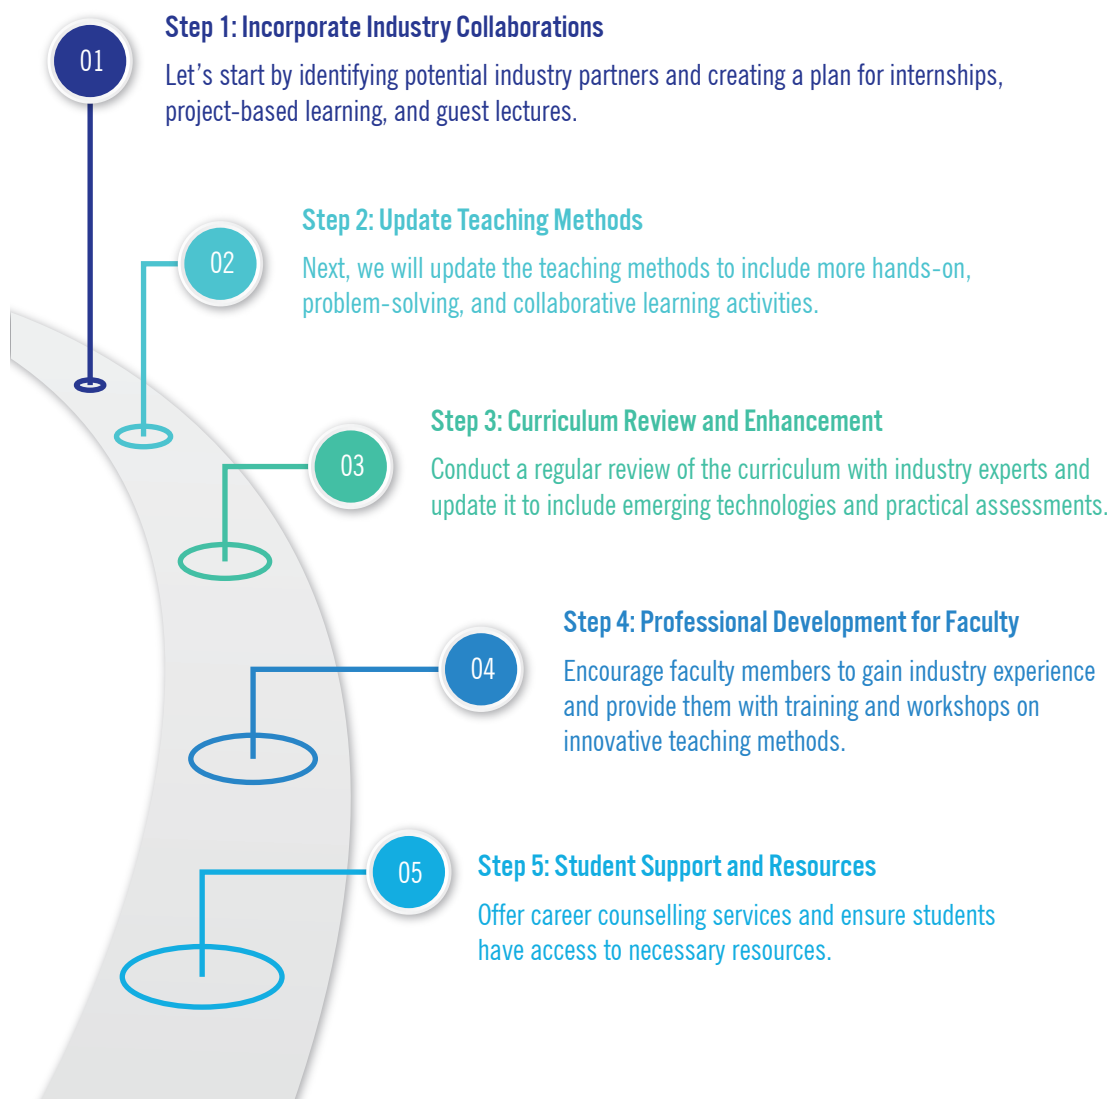 01
Step 1: Incorporate Industry Collaborations
Let's start by identifying potential industry partners and creating a plan for internships,
project-based learning, and guest lectures.
02
Step 2: Update Teaching Methods
Next, we will update the teaching methods to include more hands-on,
problem-solving, and collaborative learning activities.
03
Step 3: Curriculum Review and Enhancement
Conduct a regular review of the curriculum with industry experts and
update it to include emerging technologies and practical assessments.
04
Step 4: Professional Development for Faculty
Encourage faculty members to gain industry experience
and provide them with training and workshops on
innovative teaching methods.
05
Step 5: Student Support and Resources
Offer career counselling services and ensure students
have access to necessary resources.